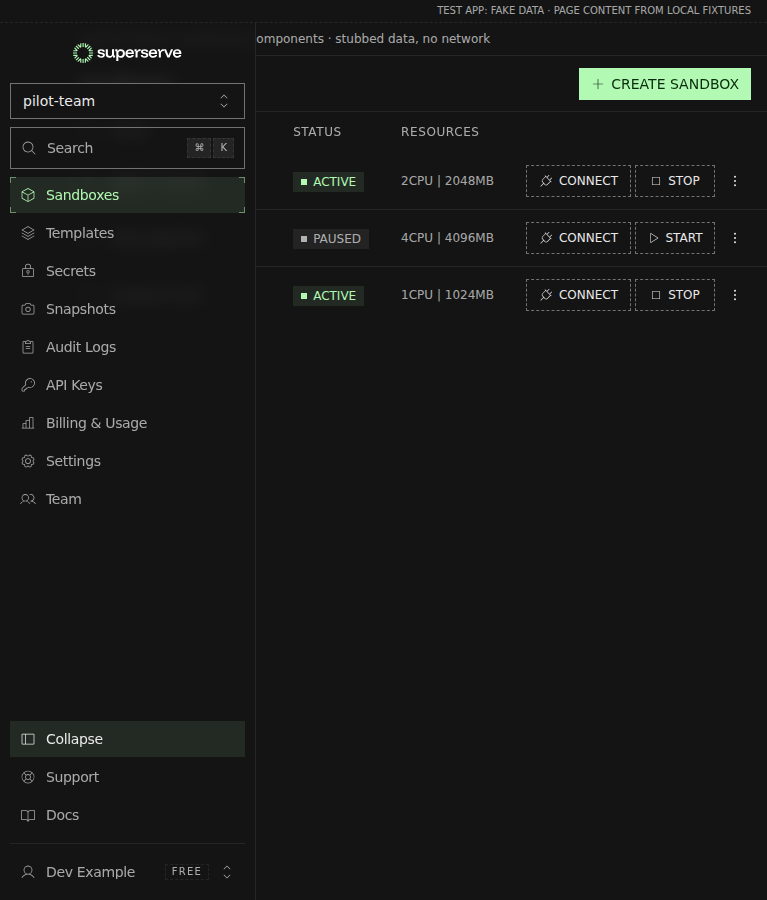 TEST APP: FAKE DATA · PAGE CONTENT FROM LOCAL FIXTURES
omponents · stubbed data, no network
superserve
pilot-team
CREATE SANDBOX
Search ⌘ K
STATUS RESOURCES
Sandboxes
ACTIVE 2CPU | 2048MB CONNECT STOP
Templates
PAUSED 4CPU | 4096MB CONNECT START
Secrets
Snapshots
ACTIVE 1CPU | 1024MB CONNECT STOP
Audit Logs
API Keys
Billing & Usage
Settings
Team
Collapse
Support
Docs
Dev Example FREE